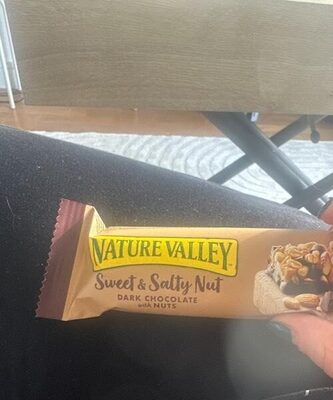 NATURE VALLEY
Sweet & Salty Nut
DARK CHOCOLATE
with NUTS